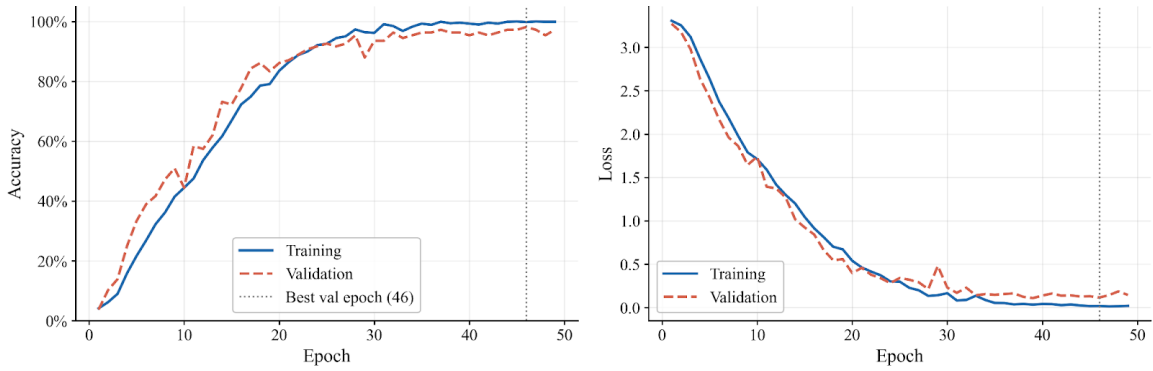 100%
80%
60%
40%
20%
0%
Accuracy
0 10 20 30 40 50
Epoch
Training
Validation
Best val epoch (46)
3.0
2.5
2.0
1.5
1.0
0.5
0.0
Loss
0 10 20 30 40 50
Epoch
Training
Validation